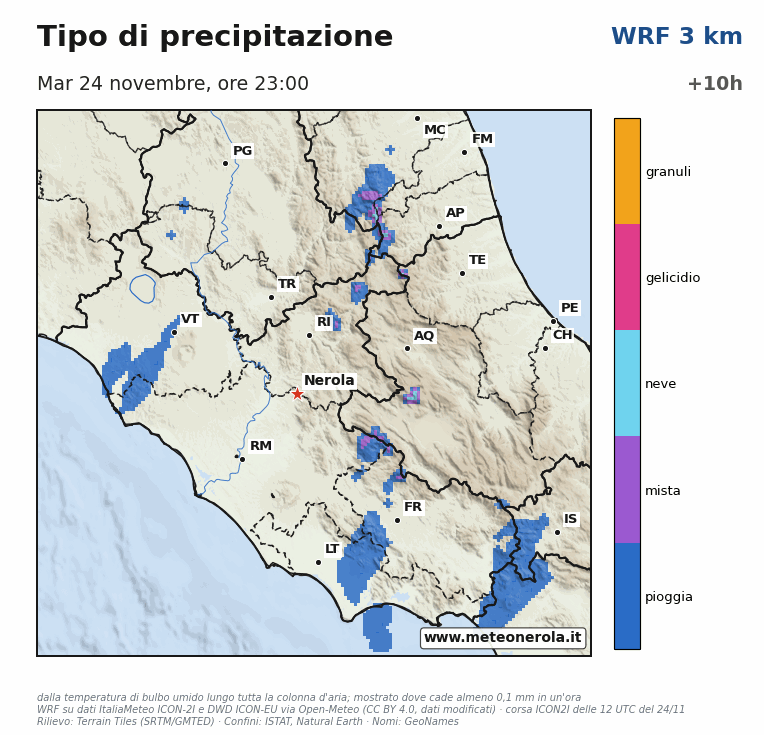 Tipo di precipitazione
WRF 3 km
Mar 24 novembre, ore 23:00
+10h
MC
FM
PG
AP
TE
TR
PE
VT
RI
AQ
CH
Nerola
RM
FR
IS
LT
www.meteonerola.it
granuli
gelicidio
neve
mista
pioggia
dalla temperatura di bulbo umido lungo tutta la colonna d'aria; mostrato dove cade almeno 0,1 mm in un'ora
WRF su dati ItaliaMeteo ICON-2I e DWD ICON-EU via Open-Meteo (CC BY 4.0, dati modificati) · corsa ICON2I delle 12 UTC del 24/11
Rilievo: Terrain Tiles (SRTM/GMTED) · Confini: ISTAT, Natural Earth · Nomi: GeoNames